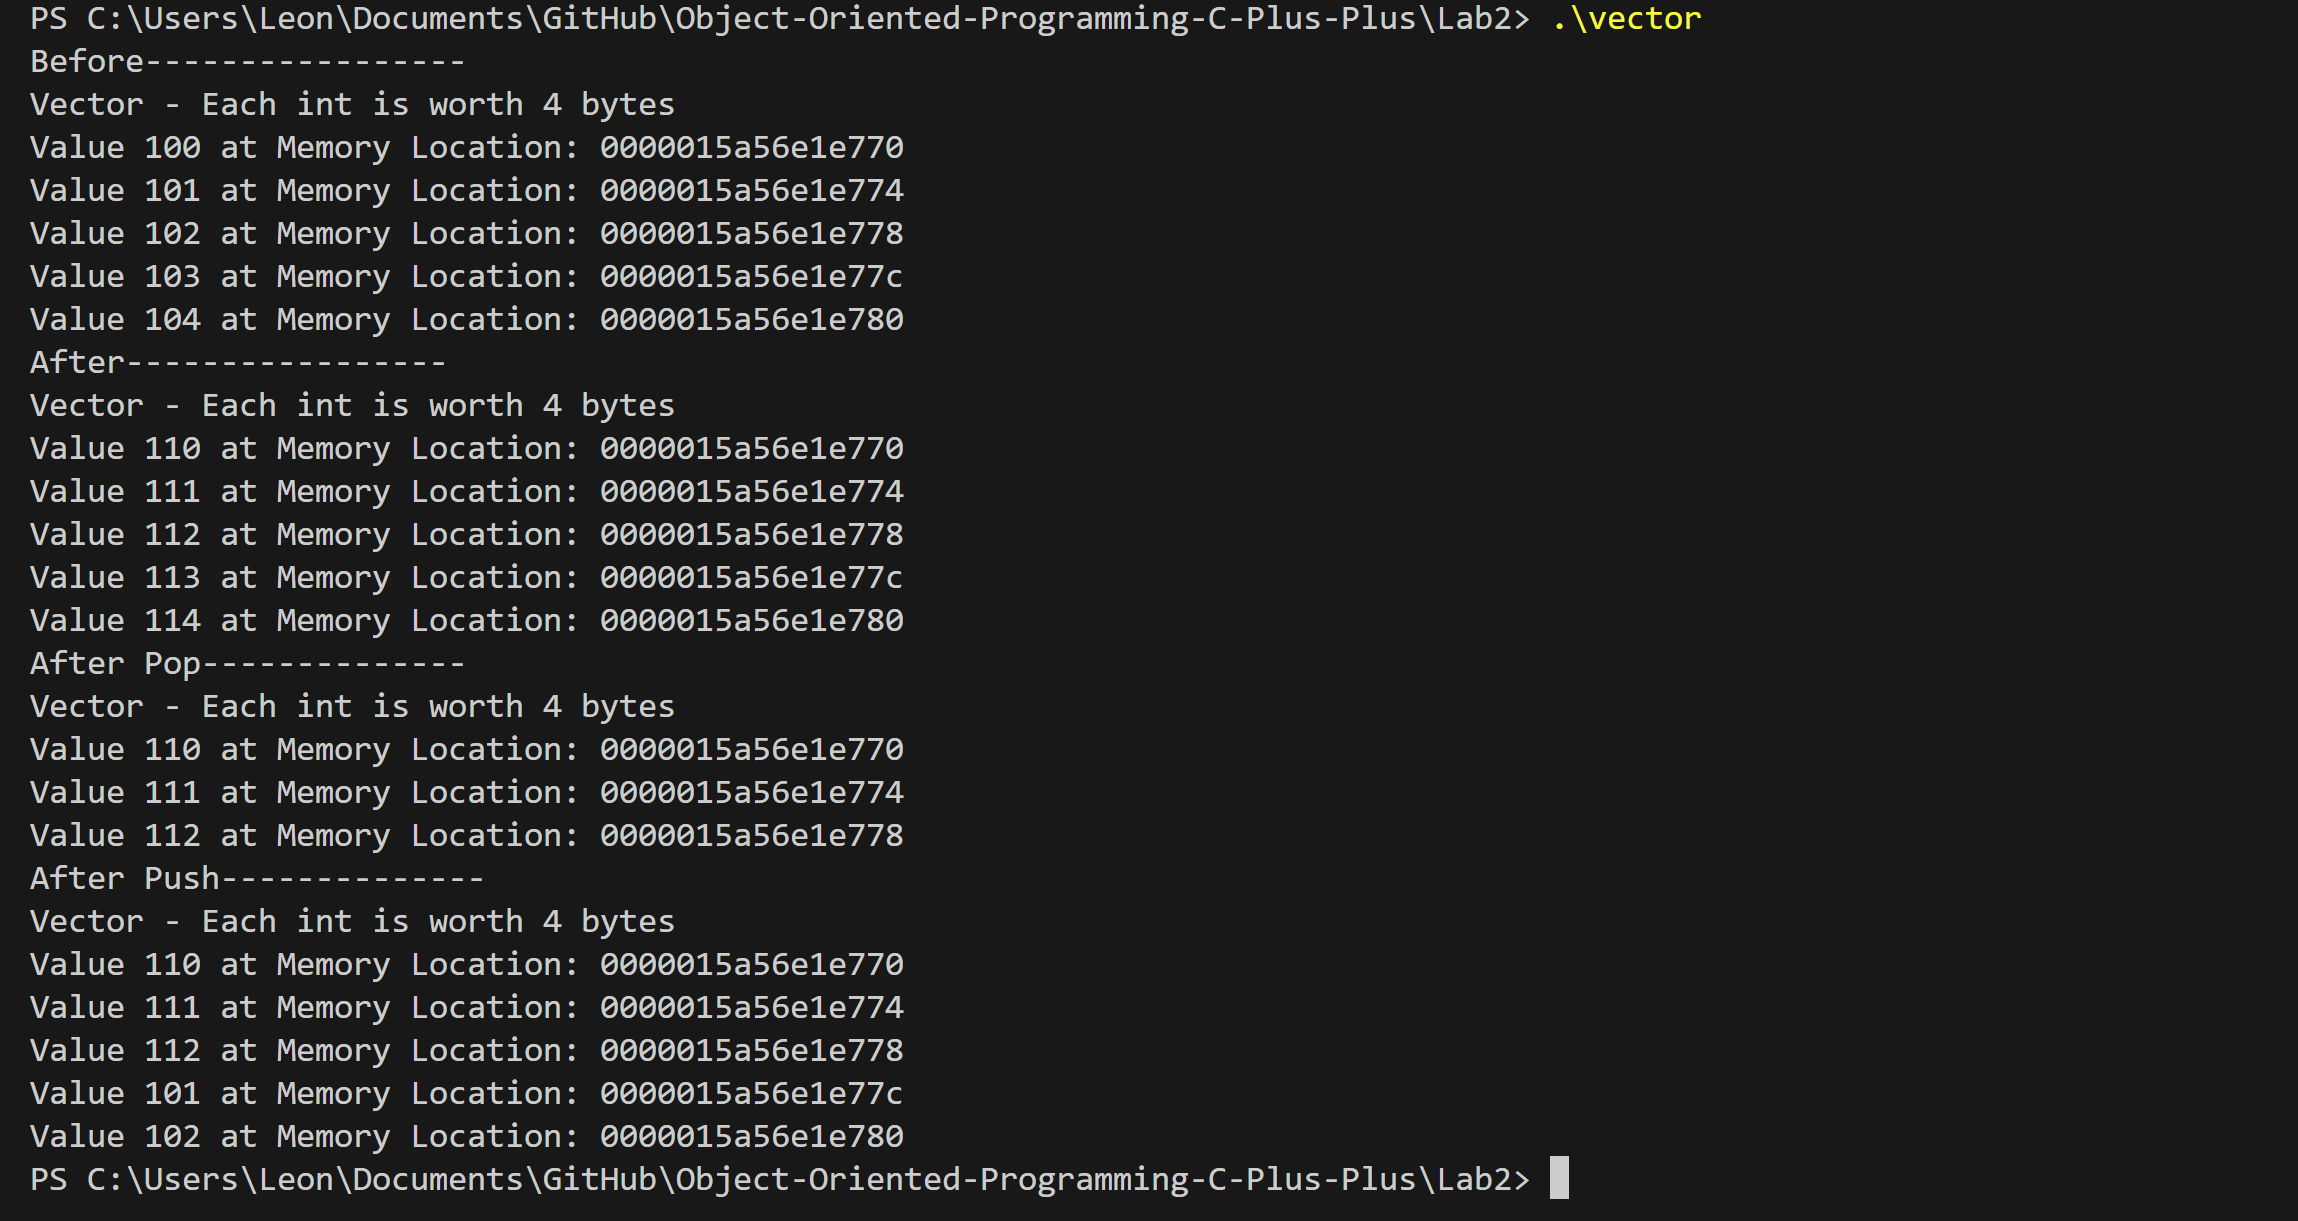 PS C:\Users\Leon\Documents\GitHub\Object-Oriented-Programming-C-Plus-Plus\Lab2> .\vector
Before-----------------
Vector - Each int is worth 4 bytes
Value 100 at Memory Location: 0000015a56e1e770
Value 101 at Memory Location: 0000015a56e1e774
Value 102 at Memory Location: 0000015a56e1e778
Value 103 at Memory Location: 0000015a56e1e77c
Value 104 at Memory Location: 0000015a56e1e780
After-----------------
Vector - Each int is worth 4 bytes
Value 110 at Memory Location: 0000015a56e1e770
Value 111 at Memory Location: 0000015a56e1e774
Value 112 at Memory Location: 0000015a56e1e778
Value 113 at Memory Location: 0000015a56e1e77c
Value 114 at Memory Location: 0000015a56e1e780
After Pop--------------
Vector - Each int is worth 4 bytes
Value 110 at Memory Location: 0000015a56e1e770
Value 111 at Memory Location: 0000015a56e1e774
Value 112 at Memory Location: 0000015a56e1e778
After Push--------------
Vector - Each int is worth 4 bytes
Value 110 at Memory Location: 0000015a56e1e770
Value 111 at Memory Location: 0000015a56e1e774
Value 112 at Memory Location: 0000015a56e1e778
Value 101 at Memory Location: 0000015a56e1e77c
Value 102 at Memory Location: 0000015a56e1e780
PS C:\Users\Leon\Documents\GitHub\Object-Oriented-Programming-C-Plus-Plus\Lab2>